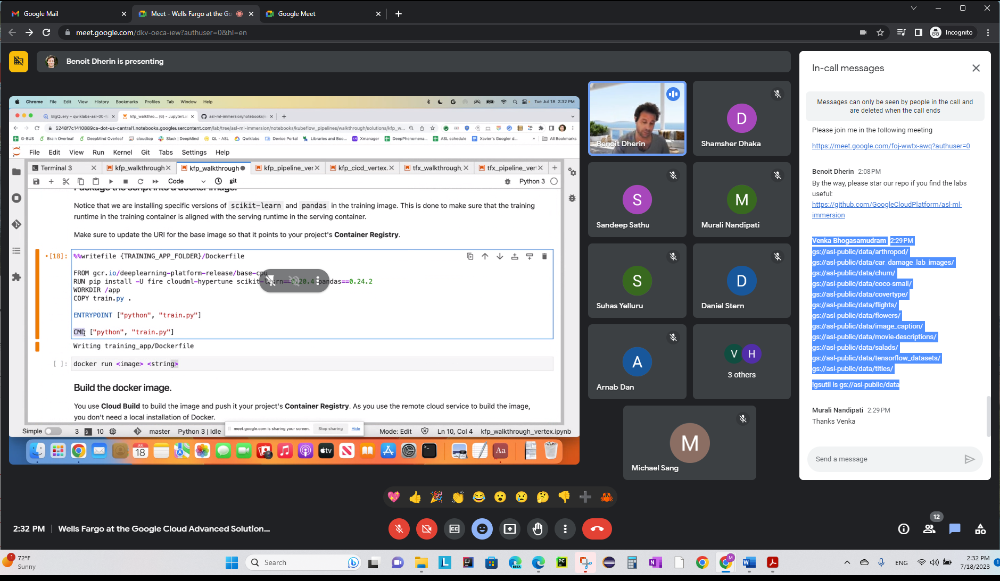 Google Mail
Meet - Wells Fargo at the Go
Google Meet
meet.google.com/dkv-oeca-iew?authuser=0&hl=en
Incognito
Benoit Dherin is presenting
Chrome File Edit View History Bookmarks Profiles Tab Window Help
Tue Jul 18 2:32 PM
BigQuery – qwiklabs-asl-00-fc
kfp_walkthro... (6) - JupyterLa
asl-ml-immersion/notebooks/
5248f7c1410889ca-dot-us-central1.notebooks.googleusercontent.com/lab/tree/asl-ml-immersion/notebooks/kubeflow_pipelines/walkthrough/solutions/kfp_w...
G-BUS Brain Overleaf DeepMind Overleaf cloudtop Slack | DeepMind QL - ASL Qwiklabs Device Portal Libraries and Boo... Xmanager DeepPhenomena... ASL schedule Xavier's Googler d... » All Bookmarks
File Edit View Run Kernel Git Tabs Settings Help
Terminal 3
kfp_walkthrough
kfp_walkthrough
kfp_pipeline_ver
kfp_cicd_vertex.
tfx_walkthrough_
tfx_pipeline_ver
Code
git
Python 3
Package the script into a docker image.
Notice that we are installing specific versions of scikit-learn and pandas in the training image. This is done to make sure that the training
runtime in the training container is aligned with the serving runtime in the serving container.
Make sure to update the URI for the base image so that it points to your project's Container Registry.
[18]: %%writefile {TRAINING_APP_FOLDER}/Dockerfile
FROM gcr.io/deeplearning-platform-release/base-cpu
RUN pip install -U fire cloudml-hypertune scikit-learn==0.20.4 pandas==0.24.2
WORKDIR /app
COPY train.py .
ENTRYPOINT ["python", "train.py"]
CMD ["python", "train.py"]
Writing training_app/Dockerfile
[ ]: docker run <image> <string>
Build the docker image.
You use Cloud Build to build the image and push it your project's Container Registry. As you use the remote cloud service to build the image,
you don't need a local installation of Docker.
meet.google.com is sharing your screen. Stop sharing Hide
Simple 3 10 master Python 3 | Idle Mode: Edit Ln 10, Col 4 kfp_walkthrough_vertex.ipynb
JUL
18
tv
Aa
Benoit Dherin
D
Shamsher Dhaka
S
Sandeep Sathu
M
Murali Nandipati
S
Suhas Yelluru
D
Daniel Stern
A
Arnab Dan
V H
3 others
M
Michael Sang
In-call messages
Messages can only be seen by people in the call and
are deleted when the call ends
Please join me in the following meeting
https://meet.google.com/foj-wwtx-awq?authuser=0
Benoit Dherin 2:08 PM
By the way, please star our repo if you find the labs
useful:
https://github.com/GoogleCloudPlatform/asl-ml-
immersion
Venka Bhogasamudram 2:29 PM
gs://asl-public/data/arthropod/
gs://asl-public/data/car_damage_lab_images/
gs://asl-public/data/churn/
gs://asl-public/data/coco-small/
gs://asl-public/data/covertype/
gs://asl-public/data/flights/
gs://asl-public/data/flowers/
gs://asl-public/data/image_caption/
gs://asl-public/data/movie-descriptions/
gs://asl-public/data/salads/
gs://asl-public/data/tensorflow_datasets/
gs://asl-public/data/titles/
!gsutil ls gs://asl-public/data
Murali Nandipati 2:29 PM
Thanks Venka
Send a message
2:32 PM | Wells Fargo at the Google Cloud Advanced Solution...
12
1
72°F
Sunny
Search
ENG
2:32 PM
7/18/2023